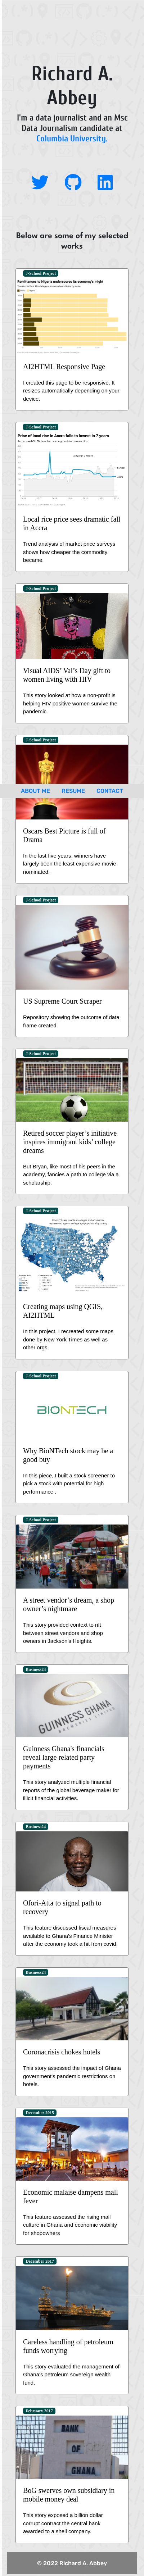 Richard A.
Abbey
I'm a data journalist and an Msc
Data Journalism candidate at
Columbia University.
Below are some of my selected
works
J-School Project
Remittances to Nigeria underscores its economy's might
AI2HTML Responsive Page
I created this page to be responsive. It
resizes automatically depending on your
device.
J-School Project
Price of local rice in Accra falls to lowest in 7 years
Local rice price sees dramatic fall
in Accra
Trend analysis of market price surveys
shows how cheaper the commodity
became.
J-School Project
Visual AIDS' Val's Day gift to
women living with HIV
This story looked at how a non-profit is
helping HIV positive women survive the
pandemic.
J-School Project
ABOUT ME RESUME CONTACT
Oscars Best Picture is full of
Drama
In the last five years, winners have
largely been the least expensive movie
nominated.
J-School Project
US Supreme Court Scraper
Repository showing the outcome of data
frame created.
J-School Project
Retired soccer player's initiative
inspires immigrant kids' college
dreams
But Bryan, like most of his peers in the
academy, fancies a path to college via a
scholarship.
J-School Project
Creating maps using QGIS,
AI2HTML
In this project, I recreated some maps
done by New York Times as well as
other orgs.
J-School Project
BIONTECH
Why BioNTech stock may be a
good buy
In this piece, I built a stock screener to
pick a stock with potential for high
performance .
J-School Project
A street vendor's dream, a shop
owner's nightmare
This story provided context to rift
between street vendors and shop
owners in Jackson's Heights.
Business24
GUINNESS GHANA
Guinness Ghana's financials
reveal large related party
payments
This story analyzed multiple financial
reports of the global beverage maker for
illicit financial activities.
Business24
Ofori-Atta to signal path to
recovery
This feature discussed fiscal measures
available to Ghana's Finance Minister
after the economy took a hit from covid.
Business24
Coronacrisis chokes hotels
This story assessed the impact of Ghana
government's pandemic restrictions on
hotels.
December 2015
Economic malaise dampens mall
fever
This feature assessed the rising mall
culture in Ghana and economic viability
for shopowners
December 2017
Careless handling of petroleum
funds worrying
This story evaluated the management of
Ghana's petroleum sovereign wealth
fund.
February 2017
BANK
OF
GHANA
BoG swerves own subsidiary in
mobile money deal
This story exposed a billion dollar
corrupt contract the central bank
awarded to a shell company.
© 2022 Richard A. Abbey